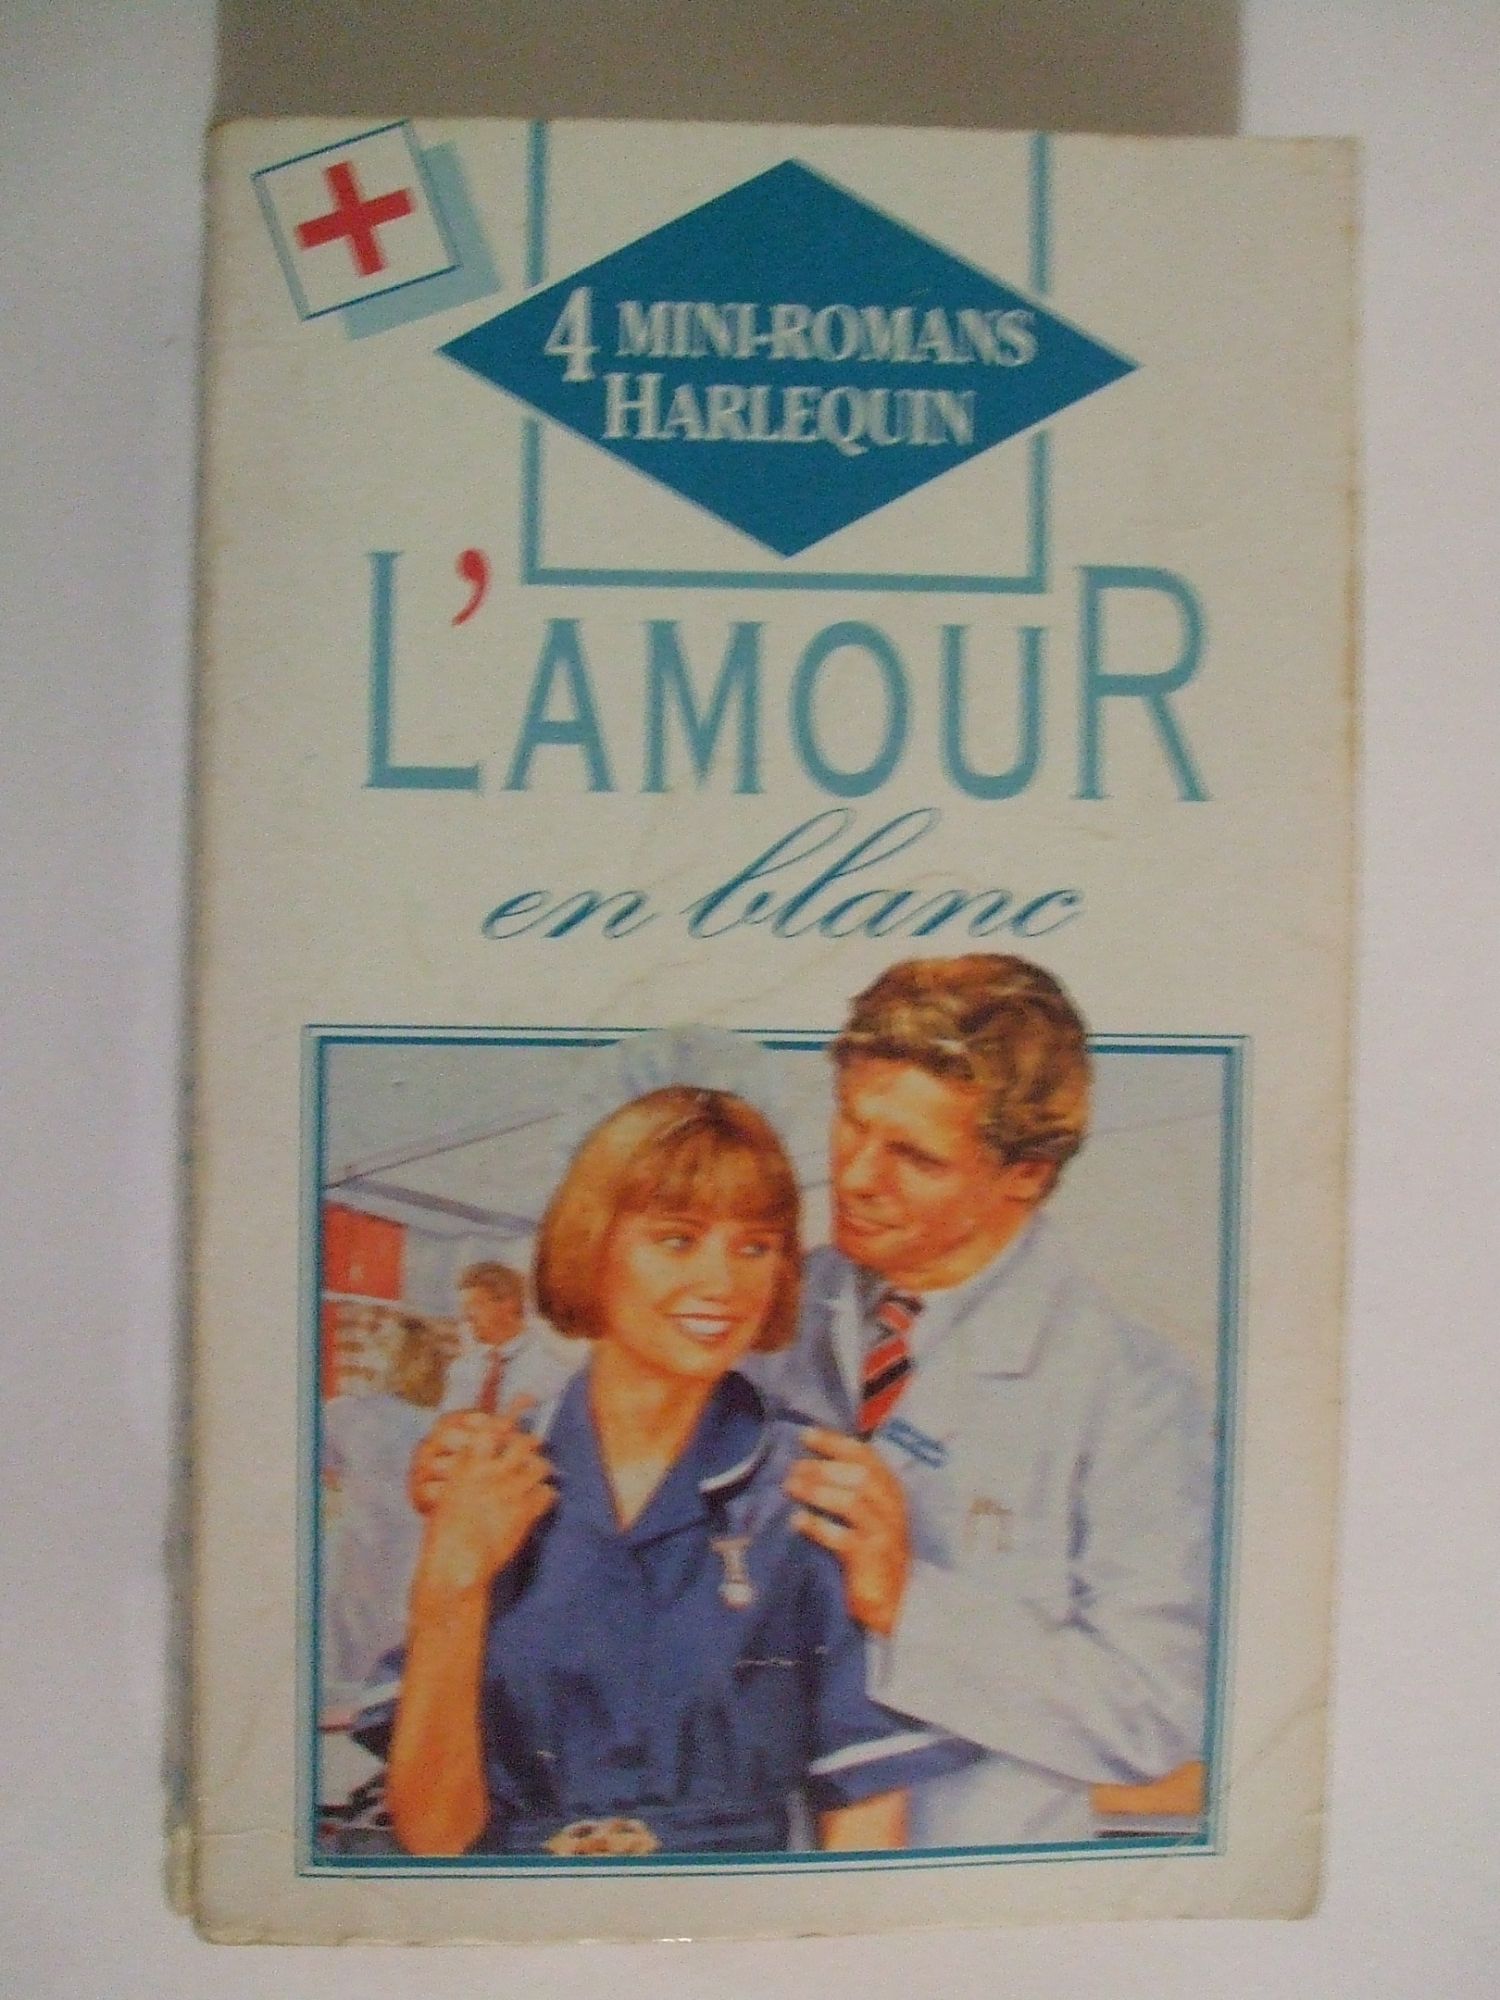 4 MINI-ROMANS
HARLEQUIN
L'AMOUR
en blanc